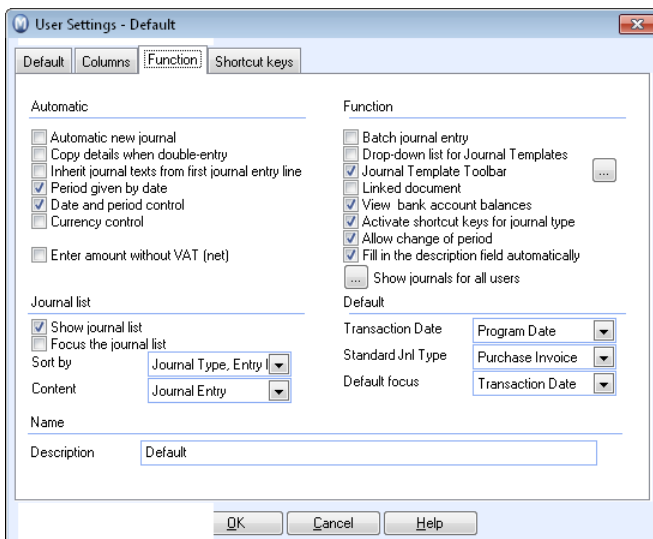 User Settings - Default
Default Columns Function Shortcut keys
Automatic
Automatic new journal
Copy details when double-entry
Inherit journal texts from first journal entry line
Period given by date
Date and period control
Currency control
Enter amount without VAT (net)
Function
Batch journal entry
Drop-down list for Journal Templates
Journal Template Toolbar
...
Linked document
View bank account balances
Activate shortcut keys for journal type
Allow change of period
Fill in the description field automatically
... Show journals for all users
Journal list
Show journal list
Focus the journal list
Sort by Journal Type, Entry
Content Journal Entry
Default
Transaction Date Program Date
Standard Jnl Type Purchase Invoice
Default focus Transaction Date
Name
Description Default
OK Cancel Help